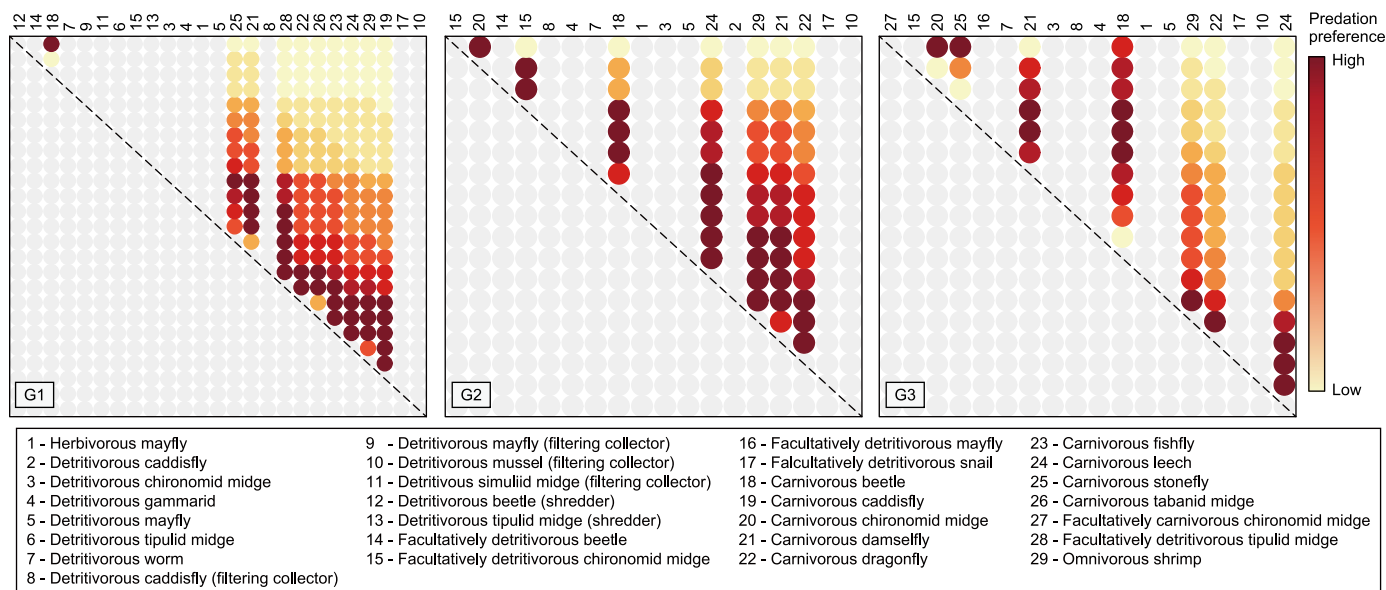 12 14 18 7 9 11 6 15 13 4 1 5 25 21 8 28 22 26 23 24 29 19 17 10
15 20 7 15 8 4 18 1 3 5 24 2 29 21 22 17 10
27 15 20 25 16 7 21 3 8 4 18 1 5 29 22 17 10 24
Predation
preference
High
Low
G1
G2
G3
1 - Herbivorous mayfly
2 - Detritivorous caddisfly
3 - Detritivorous chironomid midge
4 - Detritivorous gammarid
5 - Detritivorous mayfly
6 - Detritivorous tipulid midge
7 - Detritivorous worm
8 - Detritivorous caddisfly (filtering collector)
9 - Detritivorous mayfly (filtering collector)
10 - Detritivorous mussel (filtering collector)
11 - Detritivorous simuliid midge (filtering collector)
12 - Detritivorous beetle (shredder)
13 - Detritivorous tipulid midge (shredder)
14 - Facultatively detritivorous beetle
15 - Facultatively detritivorous chironomid midge
16 - Facultatively detritivorous mayfly
17 - Falcultatively detritivorous snail
18 - Carnivorous beetle
19 - Carnivorous caddisfly
20 - Carnivorous chironomid midge
21 - Carnivorous damselfly
22 - Carnivorous dragonfly
23 - Carnivorous fishfly
24 - Carnivorous leech
25 - Carnivorous stonefly
26 - Carnivorous tabanid midge
27 - Facultatively carnivorous chironomid midge
28 - Facultatively detritivorous tipulid midge
29 - Omnivorous shrimp